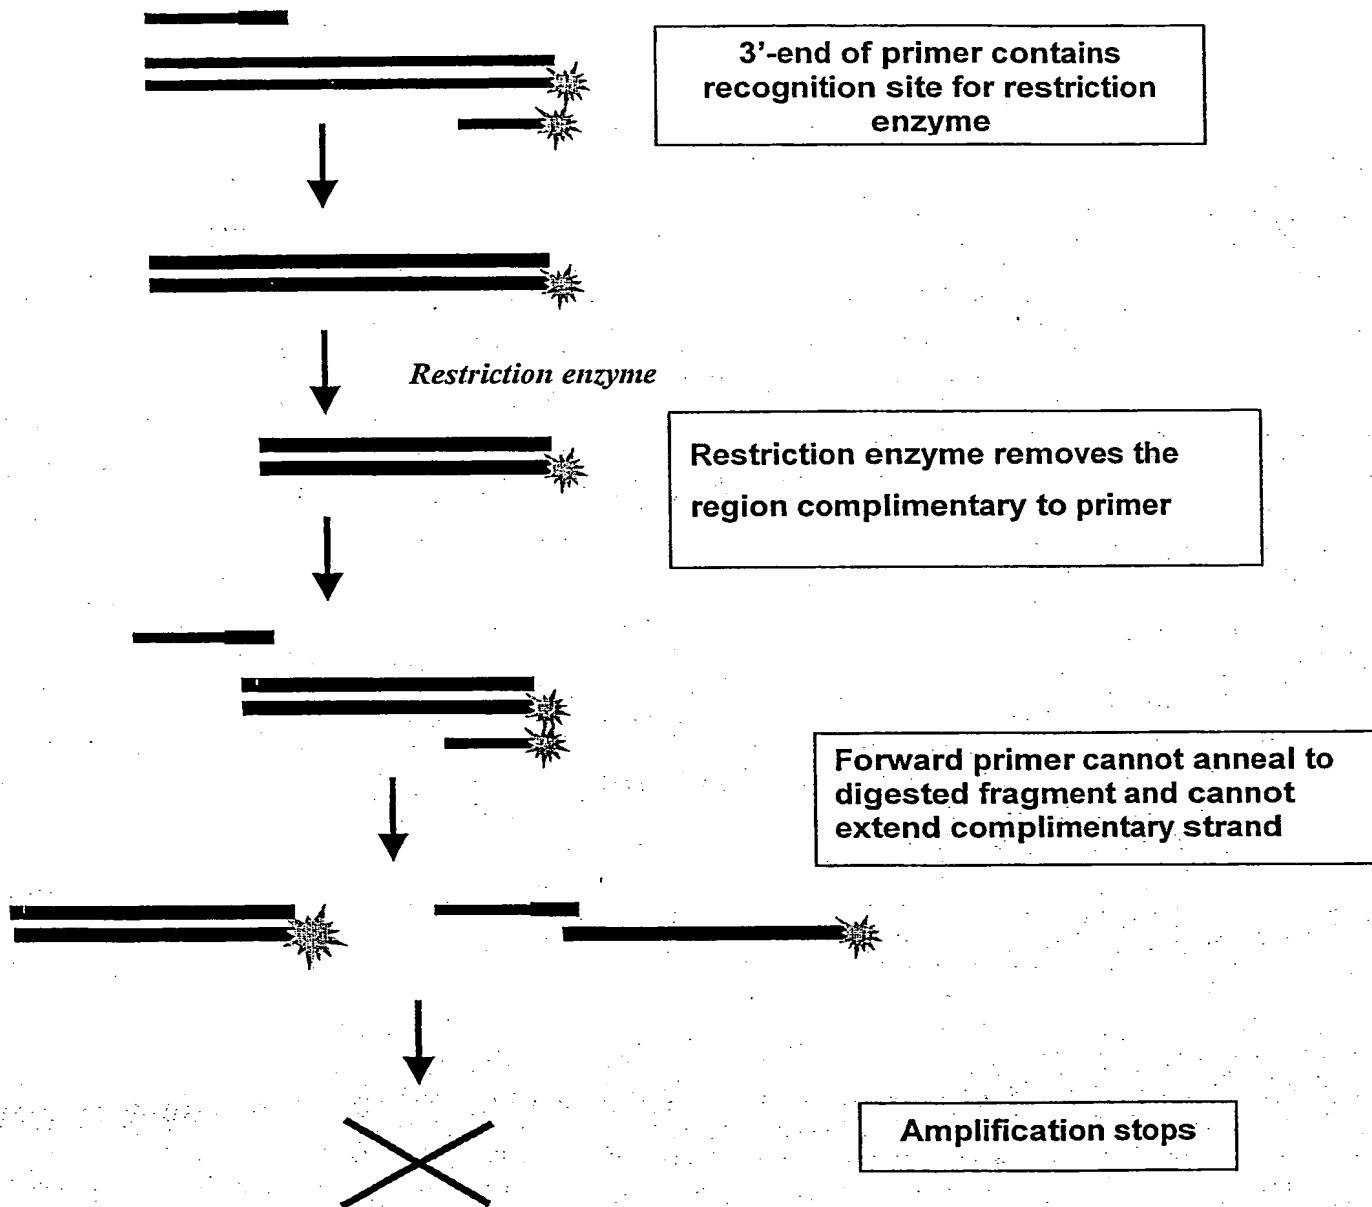 3'-end of primer contains
recognition site for restriction
enzyme
Restriction enzyme
Restriction enzyme removes the
region complimentary to primer
Forward primer cannot anneal to
digested fragment and cannot
extend complimentary strand
Amplification stops